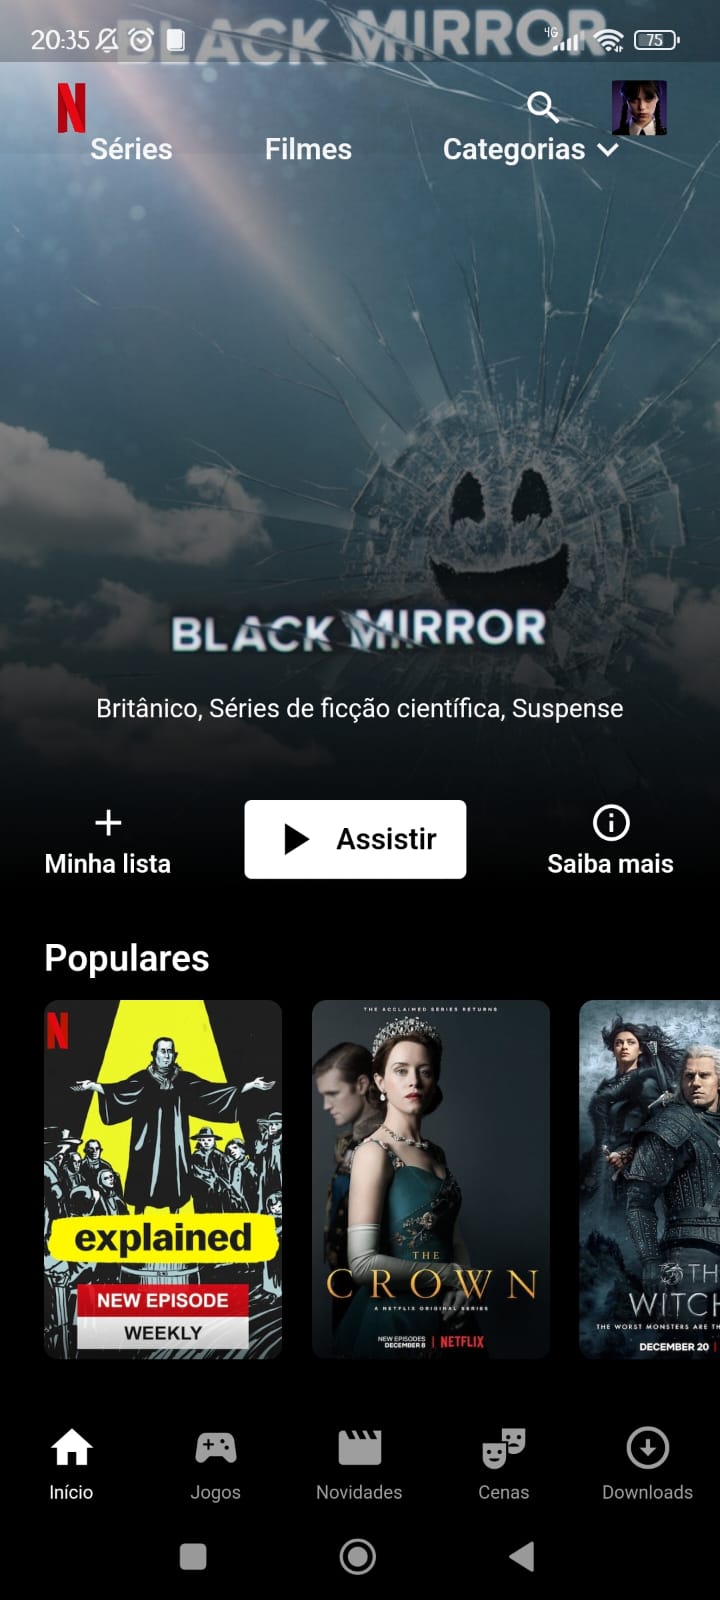 20:35
4G
75
BLACK MIRROR
N
Séries Filmes Categorias
BLACK MIRROR
Britânico, Séries de ficção científica, Suspense
Minha lista
Assistir
Saiba mais
Populares
N
explained
NEW EPISODE
WEEKLY
THE ACCLAIMED SERIES RETURNS
THE
CROWN
A NETFLIX ORIGINAL SERIES
NEW EPISODES
DECEMBER 8
NETFLIX
TH
WITCH
THE WORST MONSTERS ARE TH
DECEMBER 20
Início
Jogos
Novidades
Cenas
Downloads